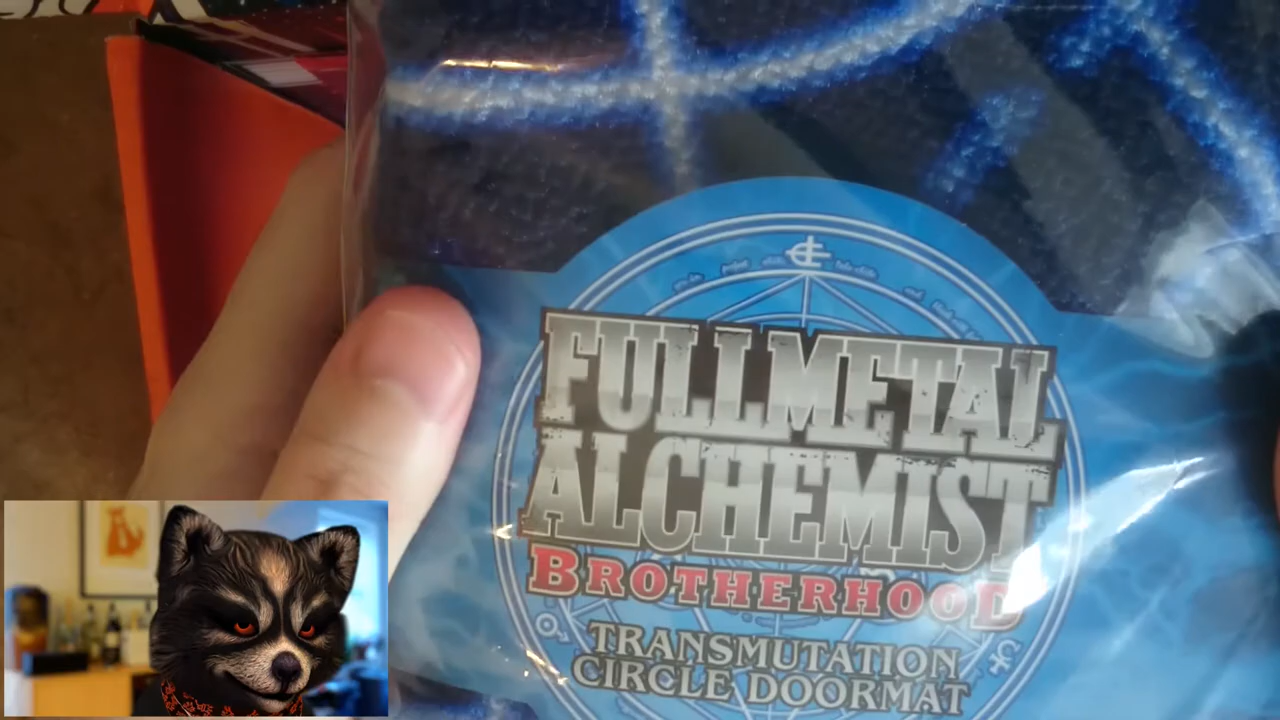 FULLMETAL
ALCHEMIST
BROTHERHOOD
TRANSMUTATION
CIRCLE DOORMAT